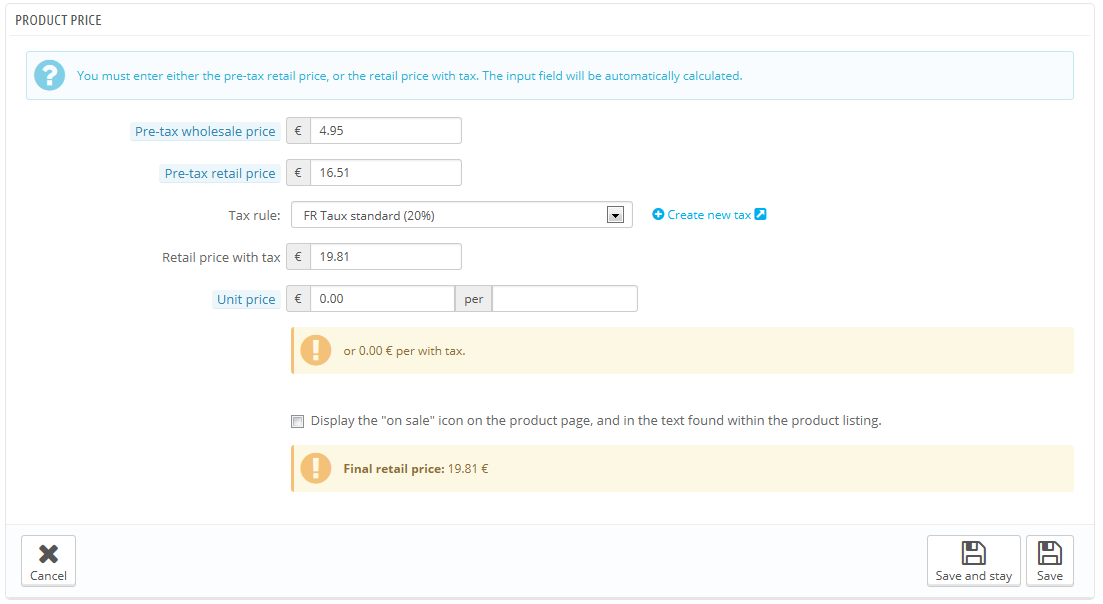 PRODUCT PRICE
You must enter either the pre-tax retail price, or the retail price with tax. The input field will be automatically calculated.
Pre-tax wholesale price € 4.95
Pre-tax retail price € 16.51
Tax rule: FR Taux standard (20%) Create new tax
Retail price with tax € 19.81
Unit price € 0.00 per
or 0.00 € per with tax.
Display the "on sale" icon on the product page, and in the text found within the product listing.
Final retail price: 19.81 €
Cancel Save and stay Save